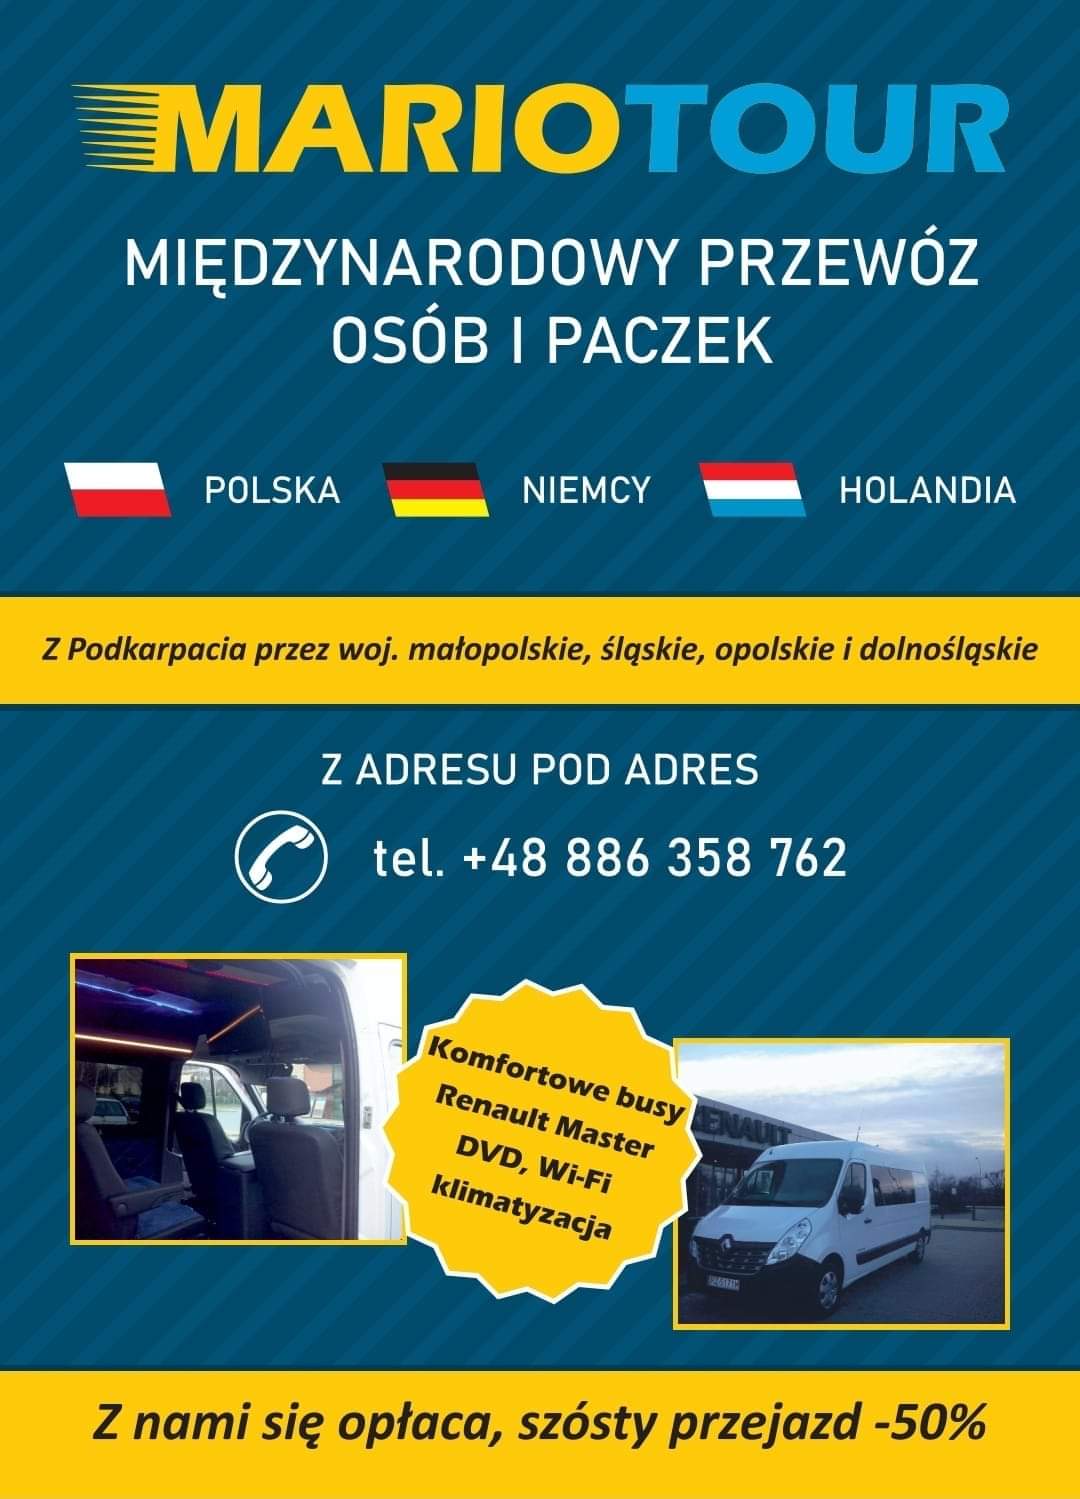 MARIOTOUR
MIĘDZYNARODOWY PRZEWÓZ
OSÓB I PACZEK
POLSKA NIEMCY HOLANDIA
Z Podkarpacia przez woj. małopolskie, śląskie, opolskie i dolnośląskie
Z ADRESU POD ADRES
tel. +48 886 358 762
Komfortowe busy
Renault Master
DVD, Wi-Fi
klimatyzacja
RENAULT
Z nami się opłaca, szósty przejazd -50%